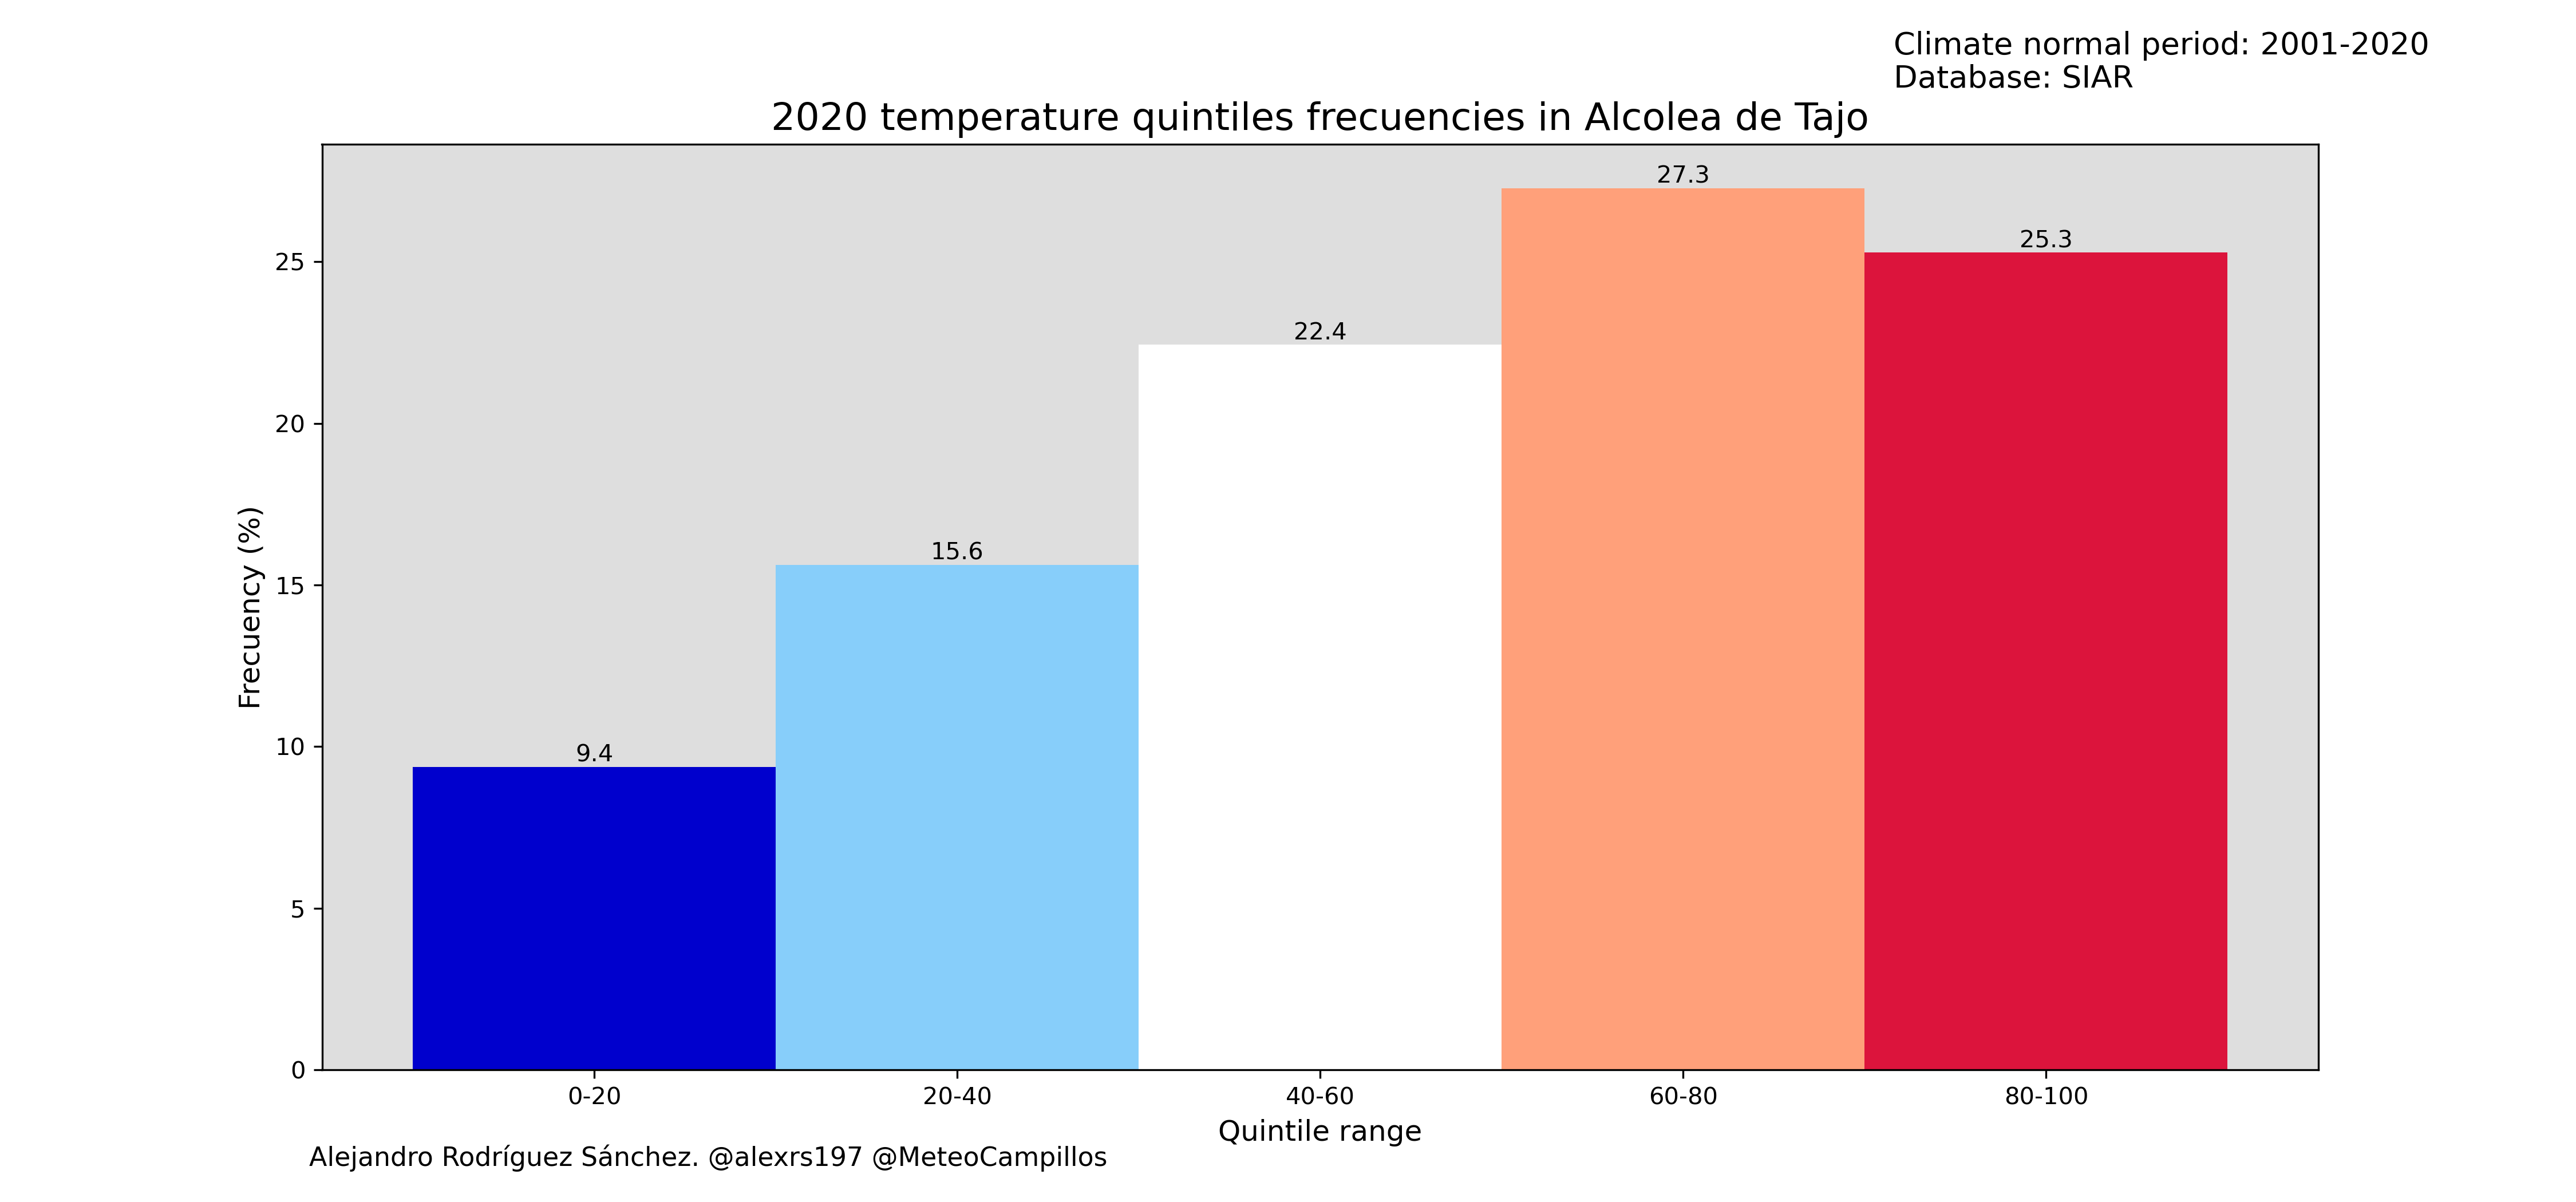 Climate normal period: 2001-2020
Database: SIAR
2020 temperature quintiles frecuencies in Alcolea de Tajo
27.3
25.3
25
22.4
20
Frecuency (%)
15.6
15
10
9.4
5
0
0-20
20-40
40-60
60-80
80-100
Quintile range
Alejandro Rodríguez Sánchez. @alexrs197 @MeteoCampillos